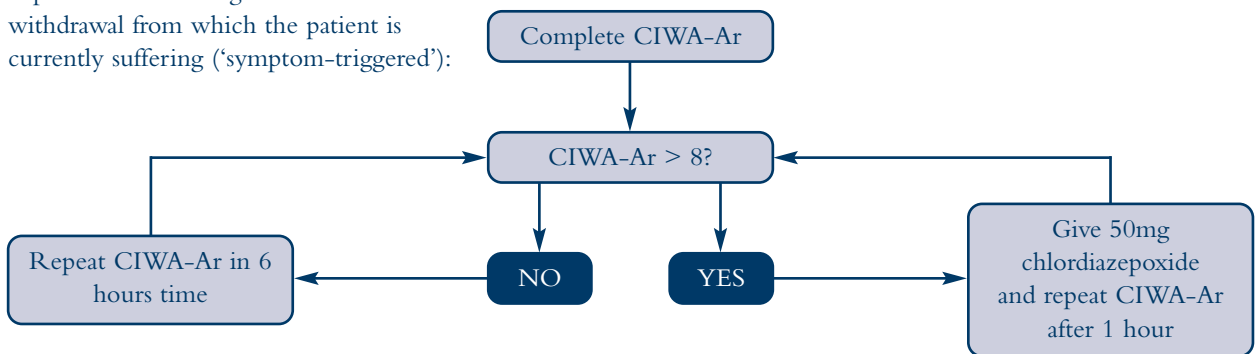 withdrawal from which the patient is
currently suffering (‘symptom-triggered’):
Complete CIWA-Ar
CIWA-Ar > 8?
Repeat CIWA-Ar in 6
hours time
NO
YES
Give 50mg
chlordiazepoxide
and repeat CIWA-Ar
after 1 hour